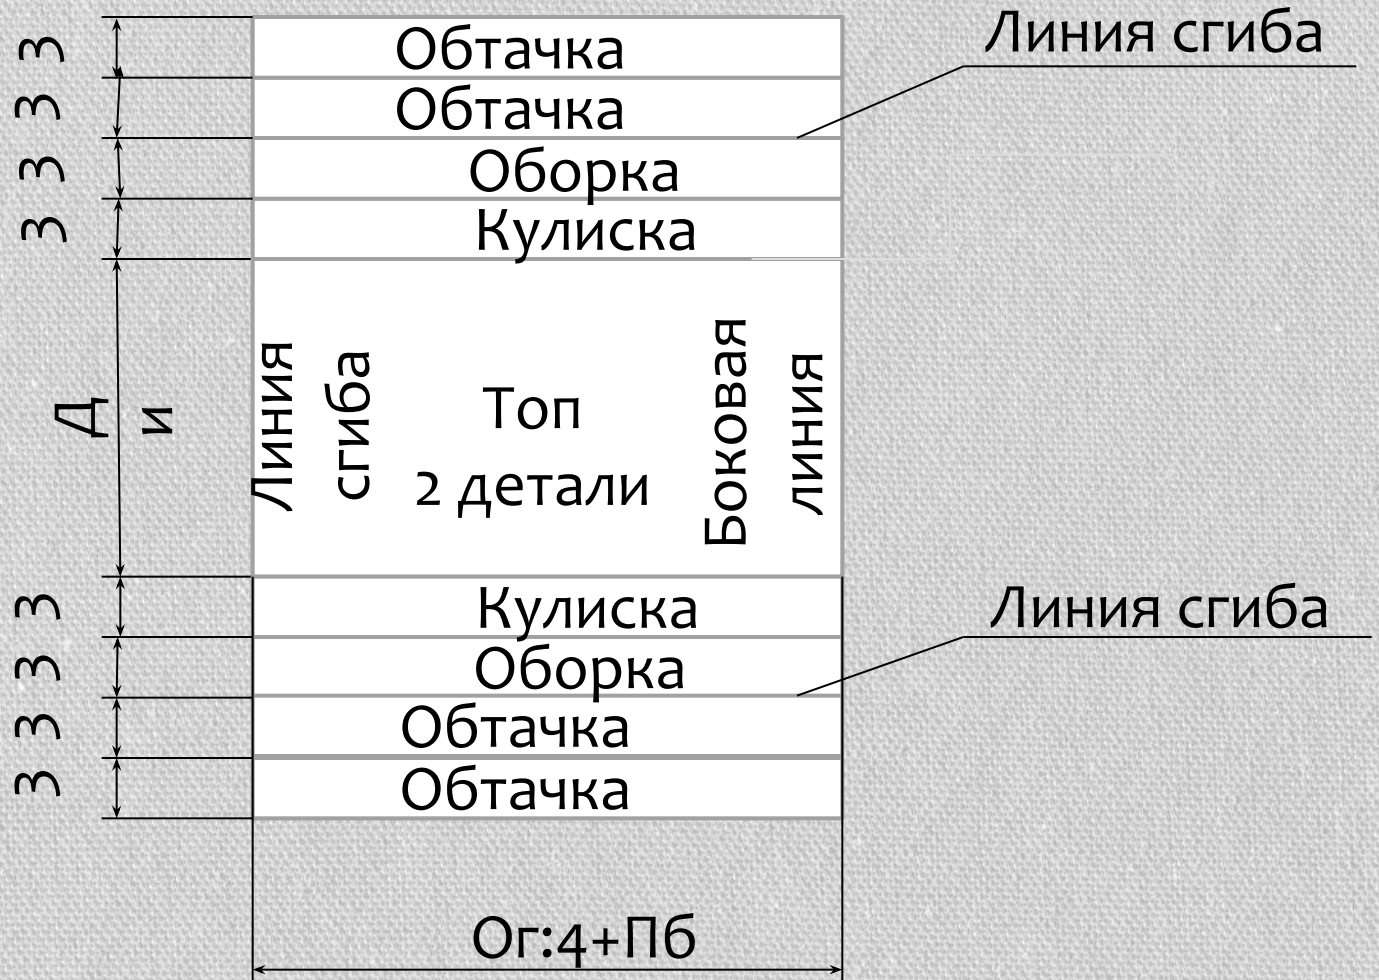 Линия сгиба
3 Обтачка
3 Обтачка
3 Оборка
3 Кулиска
Ди
Линия
сгиба
Топ
2 детали
Боковая
линия
3 Кулиска
Линия сгиба
3 Оборка
3 Обтачка
3 Обтачка
Ог:4+Пб